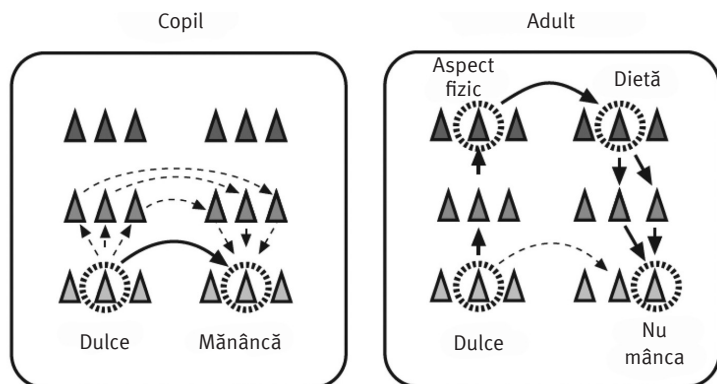 Copil
Adult
Dulce
Mănâncă
Aspect
fizic
Dietă
Dulce
Nu
mânca